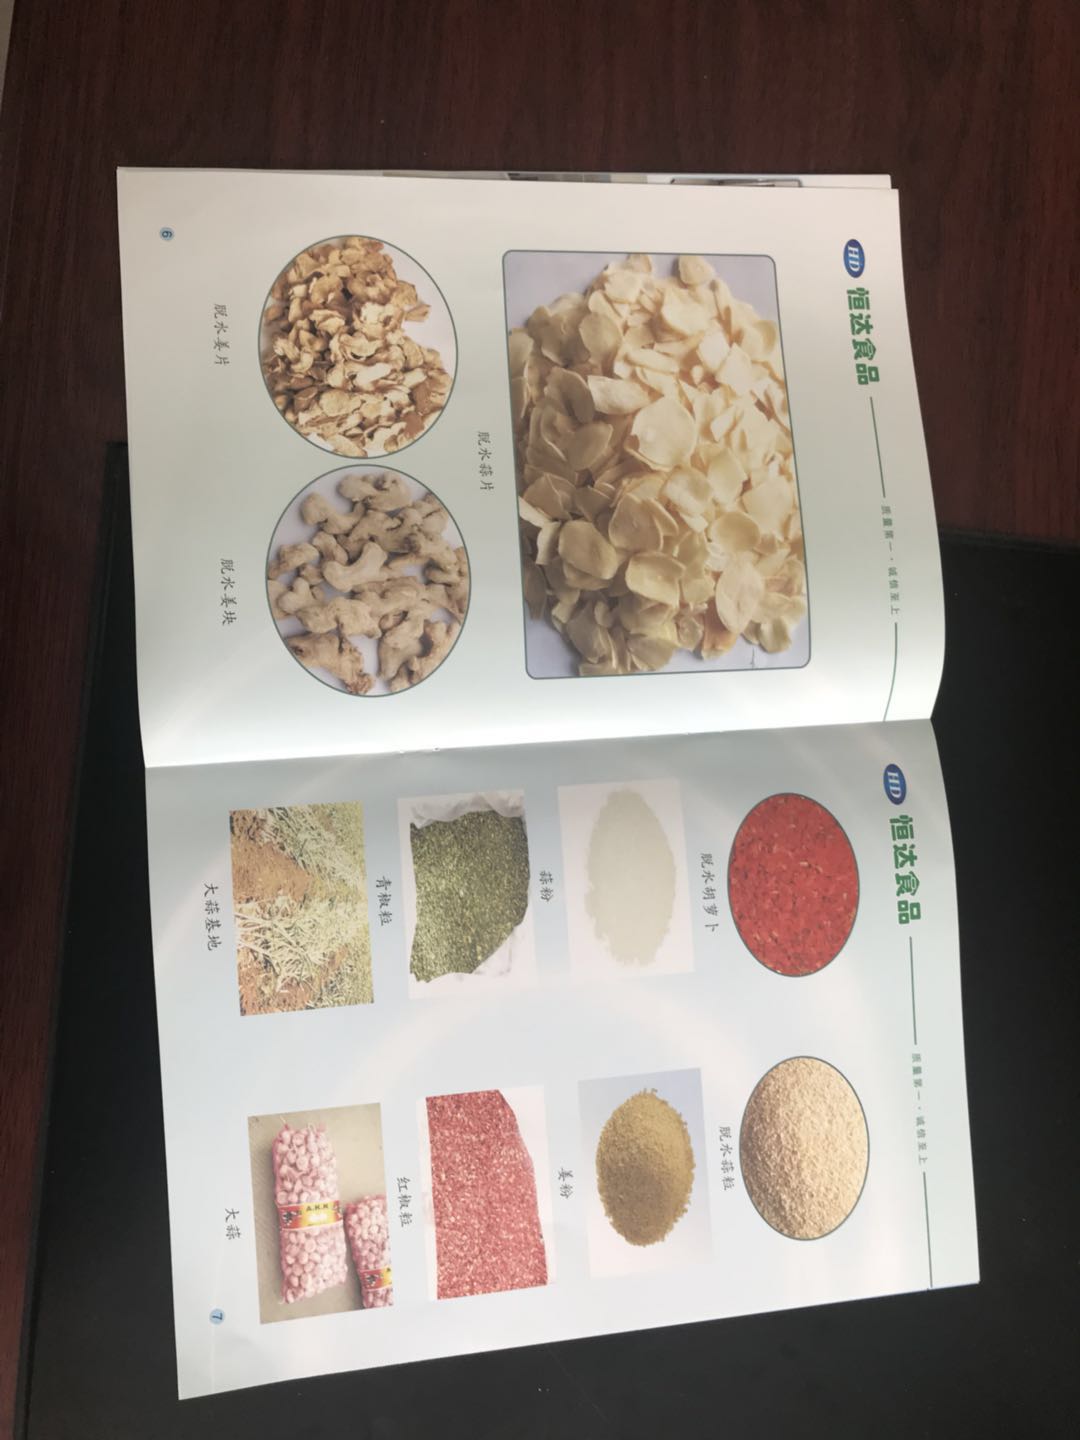 HD 恒达食品
质量第一·诚信至上
脱水蒜片
脱水姜片
脱水姜块
6
HD 恒达食品
质量第一·诚信至上
脱水胡萝卜
脱水蒜粒
蒜粉
姜粉
青椒粒
红椒粒
大蒜基地
大蒜
7